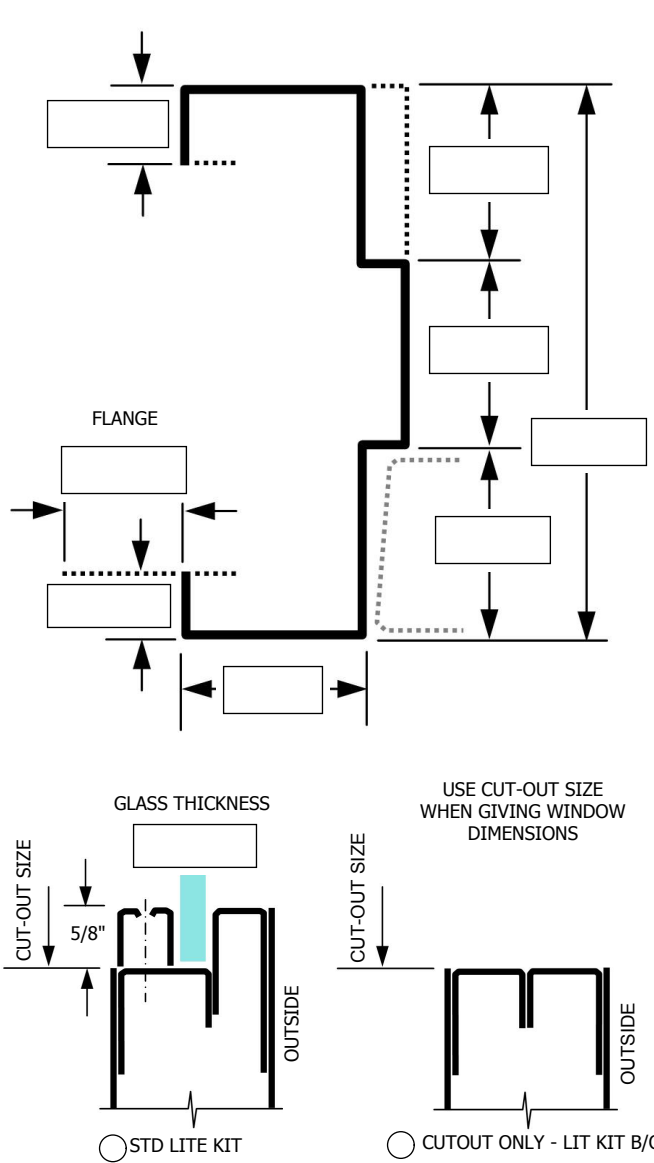 FLANGE
GLASS THICKNESS
USE CUT-OUT SIZE
WHEN GIVING WINDOW
DIMENSIONS
CUT-OUT SIZE
5/8"
OUTSIDE
CUT-OUT SIZE
OUTSIDE
STD LITE KIT
CUTOUT ONLY - LIT KIT